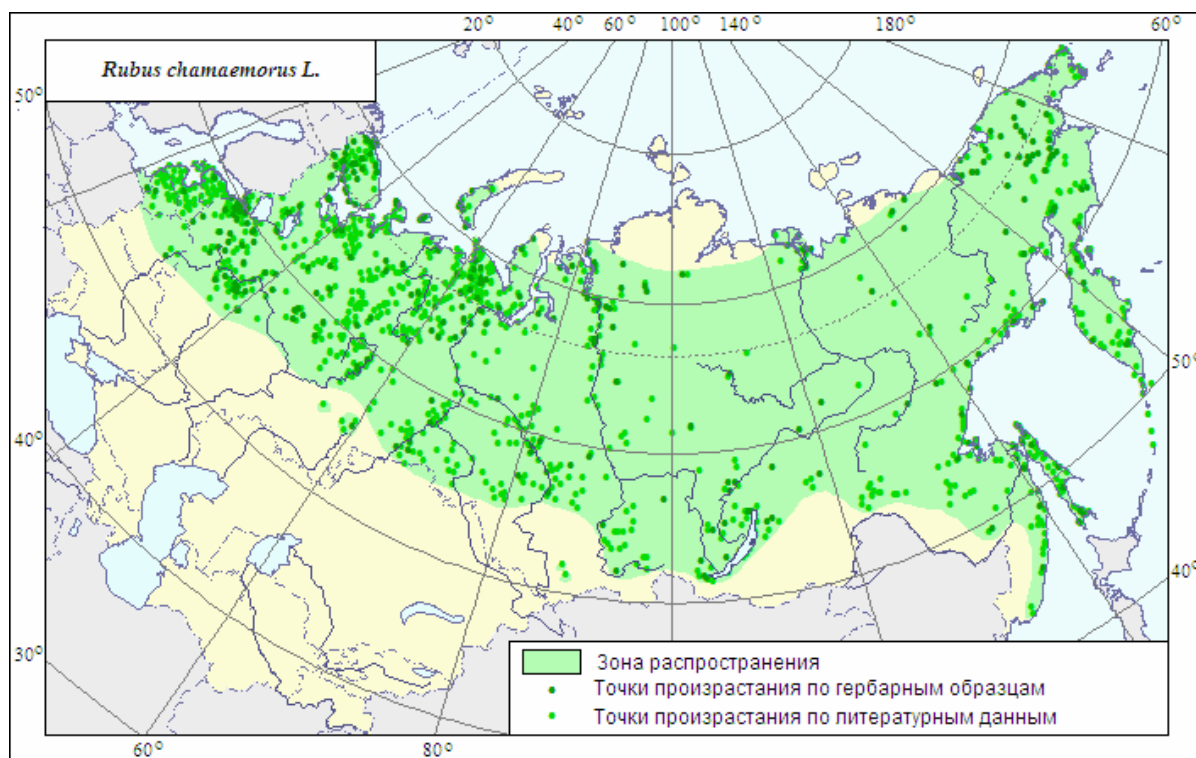 20° 40° 60° 100° 140° 180° 60°
Rubus chamaemorus L.
50°
40°
30°
50°
40°
60° 80°
Зона распространения
Точки произрастания по гербарным образцам
Точки произрастания по литературным данным